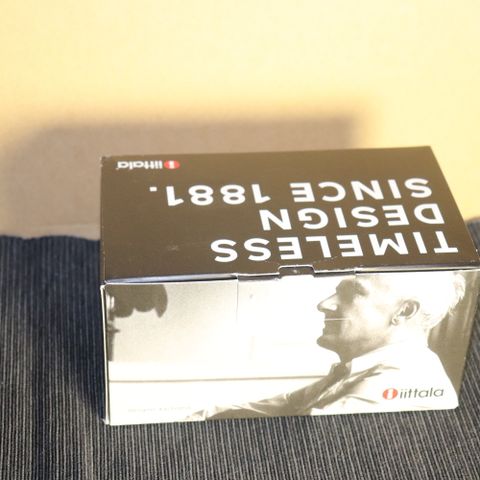 TIMELESS
DESIGN
SINCE 1881.
iittala
iittala